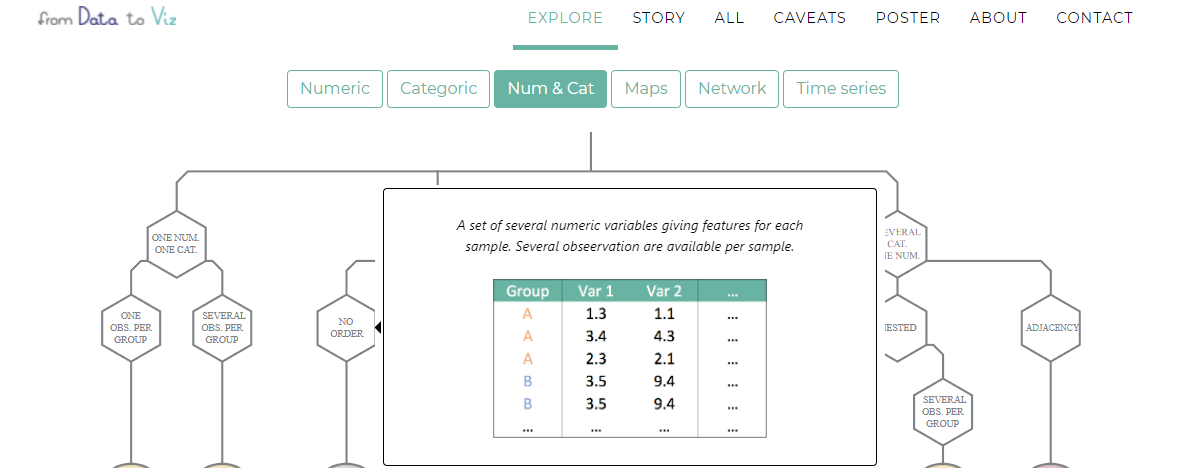 from Data to Viz
EXPLORE STORY ALL CAVEATS POSTER ABOUT CONTACT
Numeric Categoric Num & Cat Maps Network Time series
ONE NUM.
ONE CAT.
ONE
OBS. PER
GROUP
SEVERAL
OBS. PER
GROUP
NO
ORDER
A set of several numeric variables giving features for each
sample. Several obseervation are available per sample.
Group Var 1 Var 2 ...
A 1.3 1.1 ...
A 3.4 4.3 ...
A 2.3 2.1 ...
B 3.5 9.4 ...
B 3.5 9.4 ...
... ... ... ...
EVERAL
CAT.
NE NUM.
ESTED
SEVERAL
OBS. PER
GROUP
ADJACENCY